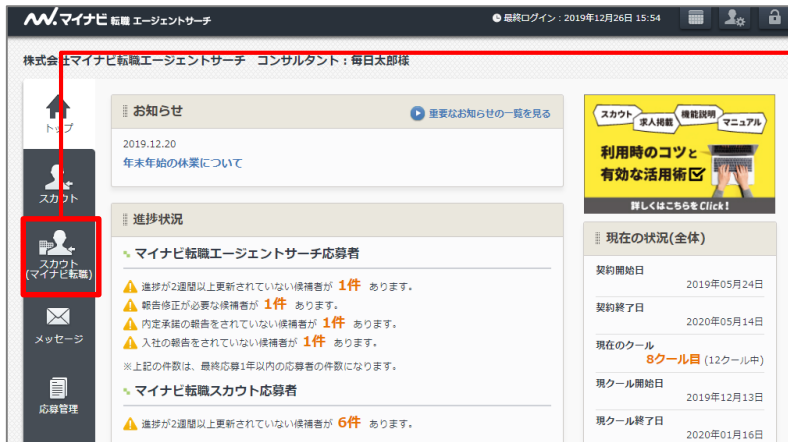 マイナビ転職 エージェントサーチ
最終ログイン：2019年12月26日 15:54
株式会社マイナビ転職エージェントサーチ　コンサルタント：毎日太郎様
トップ
スカウト
スカウト
(マイナビ転職)
メッセージ
応募管理
お知らせ
重要なお知らせの一覧を見る
2019.12.20
年末年始の休業について
進捗状況
マイナビ転職エージェントサーチ応募者
進捗が2週間以上更新されていない候補者が 1件 あります。
報告修正が必要な候補者が 1件 あります。
内定承諾の報告をされていない候補者が 1件 あります。
入社の報告をされていない候補者が 1件 あります。
※上記の件数は、最終応募1年以内の応募者の件数になります。
マイナビ転職スカウト応募者
進捗が2週間以上更新されていない候補者が 6件 あります。
スカウト 求人掲載 機能説明 マニュアル
利用時のコツと
有効な活用術
詳しくはこちらをClick!
現在の状況(全体)
契約開始日
2019年05月24日
契約終了日
2020年05月14日
現在のクール
8クール目 (12クール中)
現クール開始日
2019年12月13日
現クール終了日
2020年01月16日